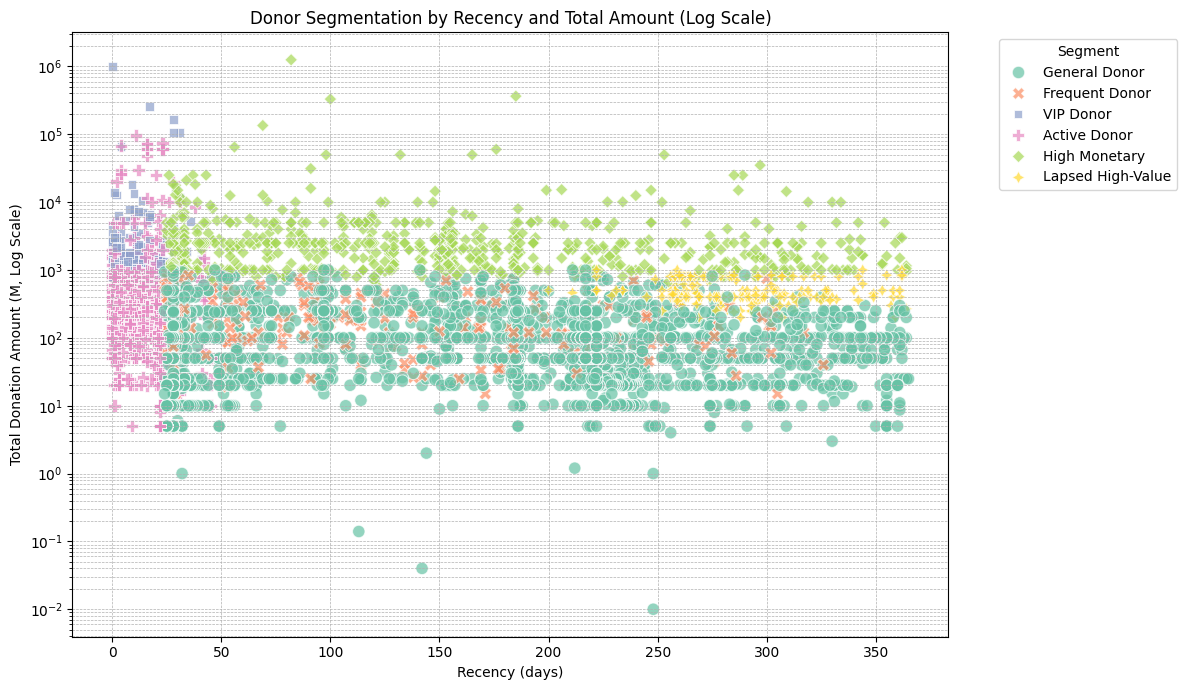 Donor Segmentation by Recency and Total Amount (Log Scale)
Total Donation Amount (M, Log Scale)
10⁶
10⁵
10⁴
10³
10²
10¹
10⁰
10⁻¹
10⁻²
0 50 100 150 200 250 300 350
Recency (days)
Segment
General Donor
Frequent Donor
VIP Donor
Active Donor
High Monetary
Lapsed High-Value